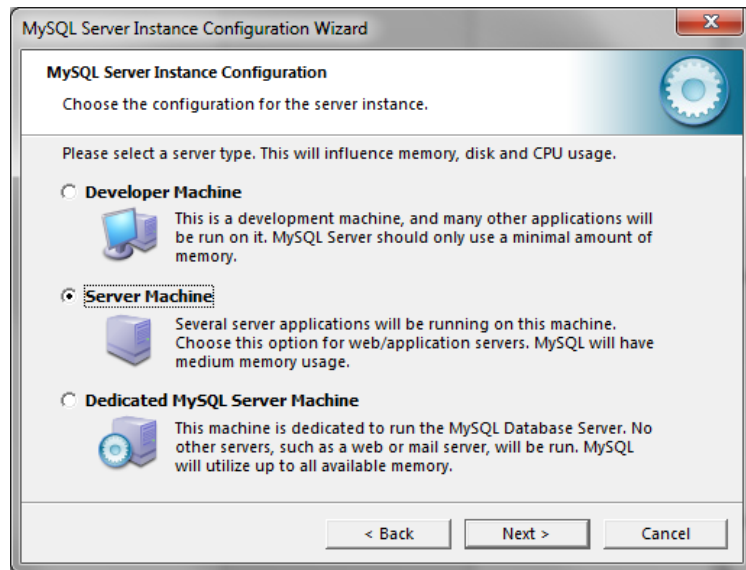 MySQL Server Instance Configuration Wizard
MySQL Server Instance Configuration
Choose the configuration for the server instance.
Please select a server type. This will influence memory, disk and CPU usage.
Developer Machine
This is a development machine, and many other applications will
be run on it. MySQL Server should only use a minimal amount of
memory.
Server Machine
Several server applications will be running on this machine.
Choose this option for web/application servers. MySQL will have
medium memory usage.
Dedicated MySQL Server Machine
This machine is dedicated to run the MySQL Database Server. No
other servers, such as a web or mail server, will be run. MySQL
will utilize up to all available memory.
< Back Next > Cancel